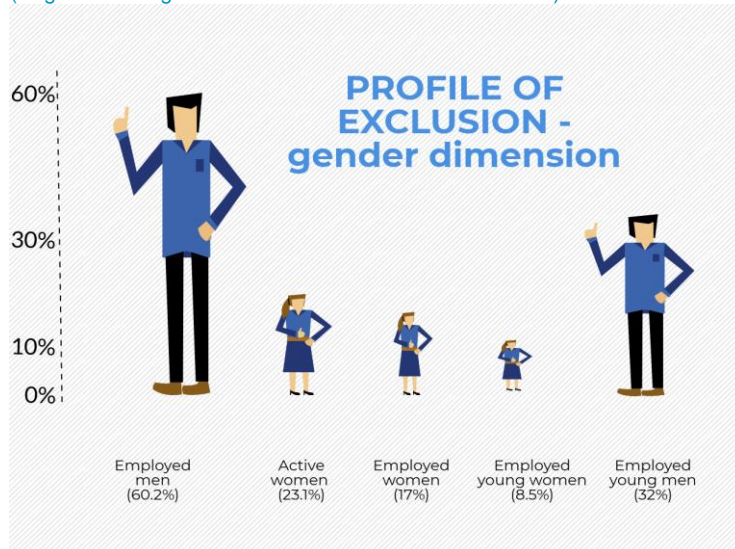 PROFILE OF
EXCLUSION -
gender dimension
60%
30%
10%
0%
Employed
men
(60.2%)
Active
women
(23.1%)
Employed
women
(17%)
Employed
young women
(8.5%)
Employed
young men
(32%)